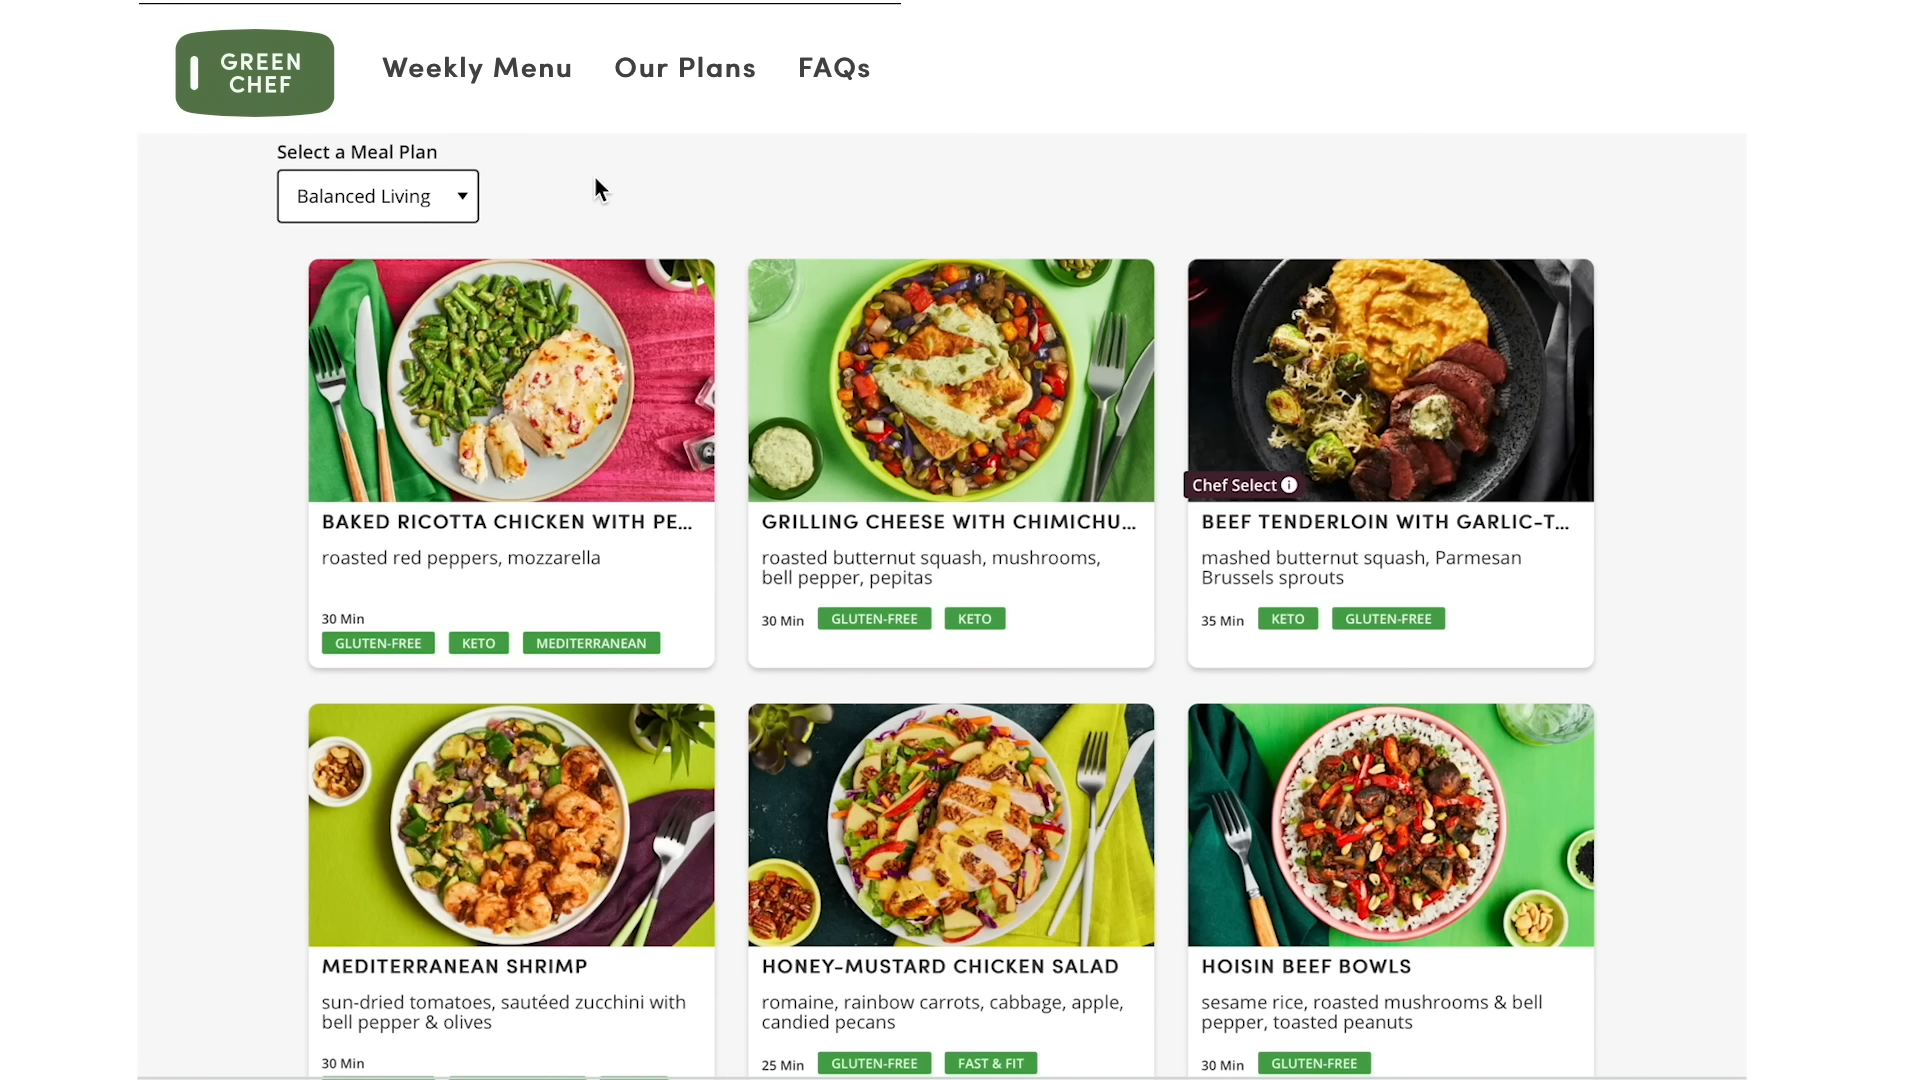 GREEN
CHEF
Weekly Menu
Our Plans
FAQs
Select a Meal Plan
Balanced Living
Chef Select
BAKED RICOTTA CHICKEN WITH PE...
roasted red peppers, mozzarella
30 Min
GLUTEN-FREE KETO MEDITERRANEAN
GRILLING CHEESE WITH CHIMICHU...
roasted butternut squash, mushrooms,
bell pepper, pepitas
30 Min GLUTEN-FREE KETO
BEEF TENDERLOIN WITH GARLIC-T...
mashed butternut squash, Parmesan
Brussels sprouts
35 Min KETO GLUTEN-FREE
MEDITERRANEAN SHRIMP
sun-dried tomatoes, sautéed zucchini with
bell pepper & olives
30 Min
HONEY-MUSTARD CHICKEN SALAD
romaine, rainbow carrots, cabbage, apple,
candied pecans
25 Min GLUTEN-FREE FAST & FIT
HOISIN BEEF BOWLS
sesame rice, roasted mushrooms & bell
pepper, toasted peanuts
30 Min GLUTEN-FREE